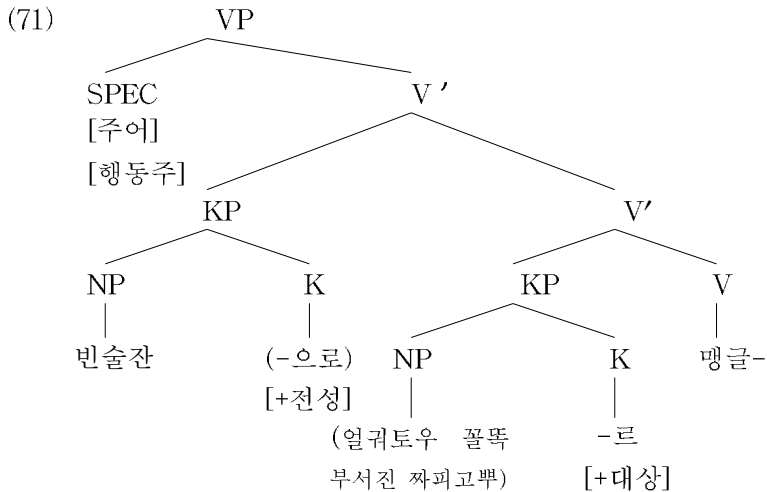 (71) VP
SPEC V′
[주어]
[행동주]
KP V′
NP K KP V
빈술잔 (-으로) NP K 맹글-
[+전성]
(얼궈토우 꼴똑 -르
부서진 짜피고뿌) [+대상]